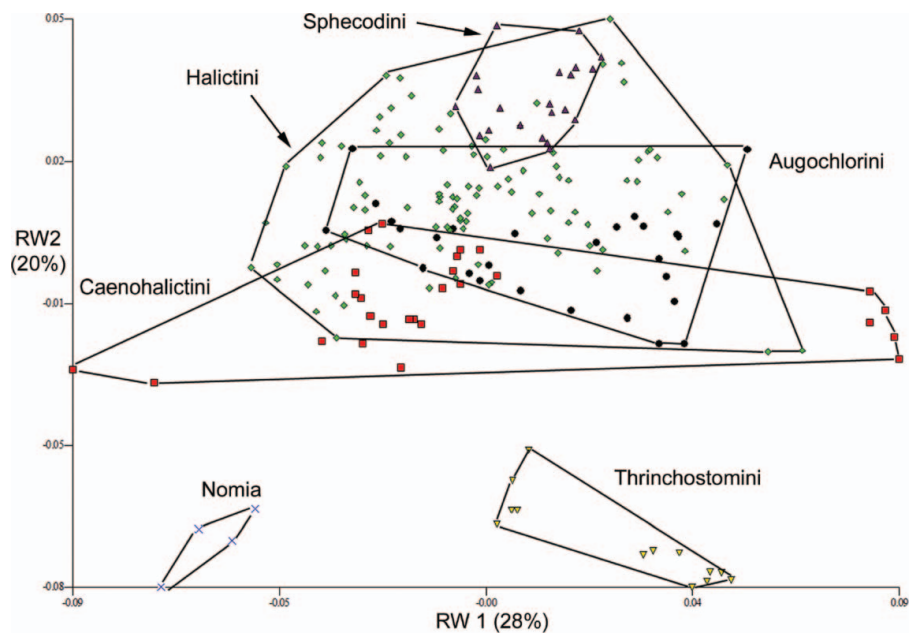 0.05
Sphecodini
Halictini
0.02
Augochlorini
RW2
(20%)
Caenohalictini
-0.01
-0.05
Nomia
Thrinchostomini
-0.08
-0.09
-0.05
-0.00
0.04
0.09
RW 1 (28%)